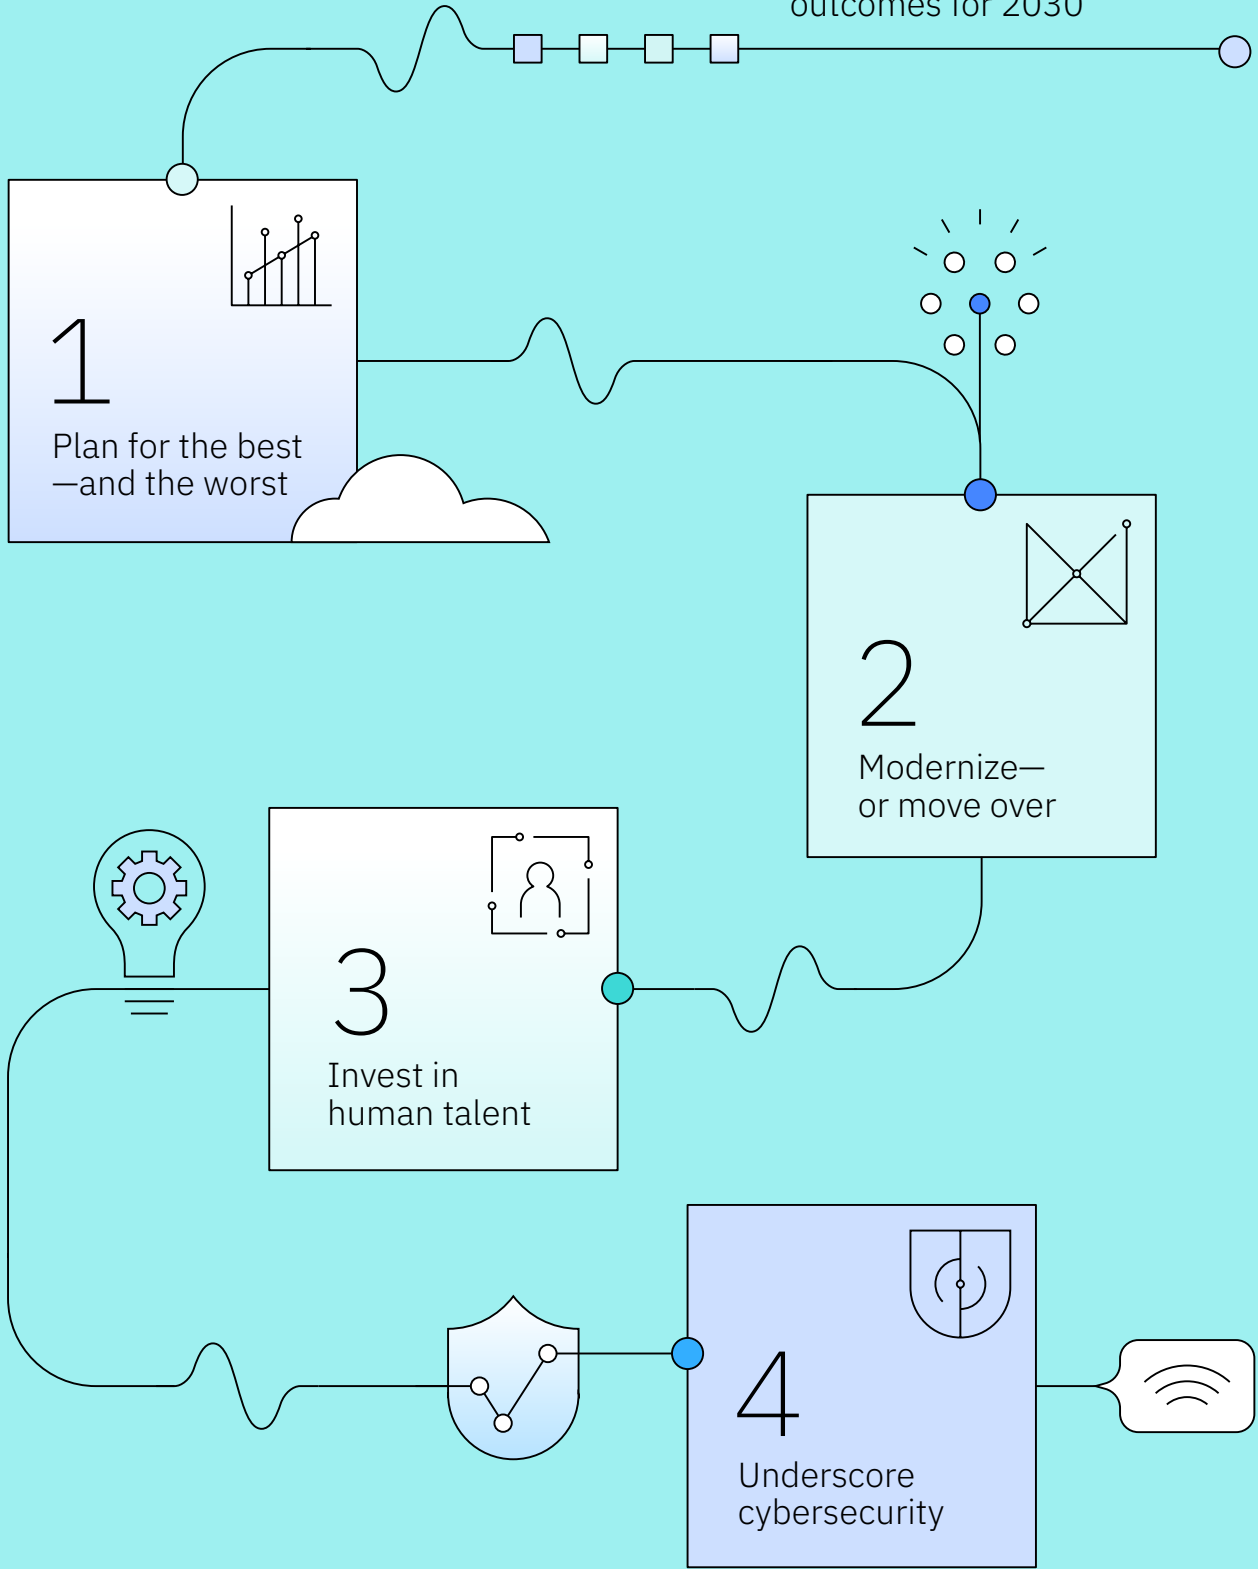 outcomes for 2030
1
Plan for the best
—and the worst
2
Modernize—
or move over
3
Invest in
human talent
4
Underscore
cybersecurity